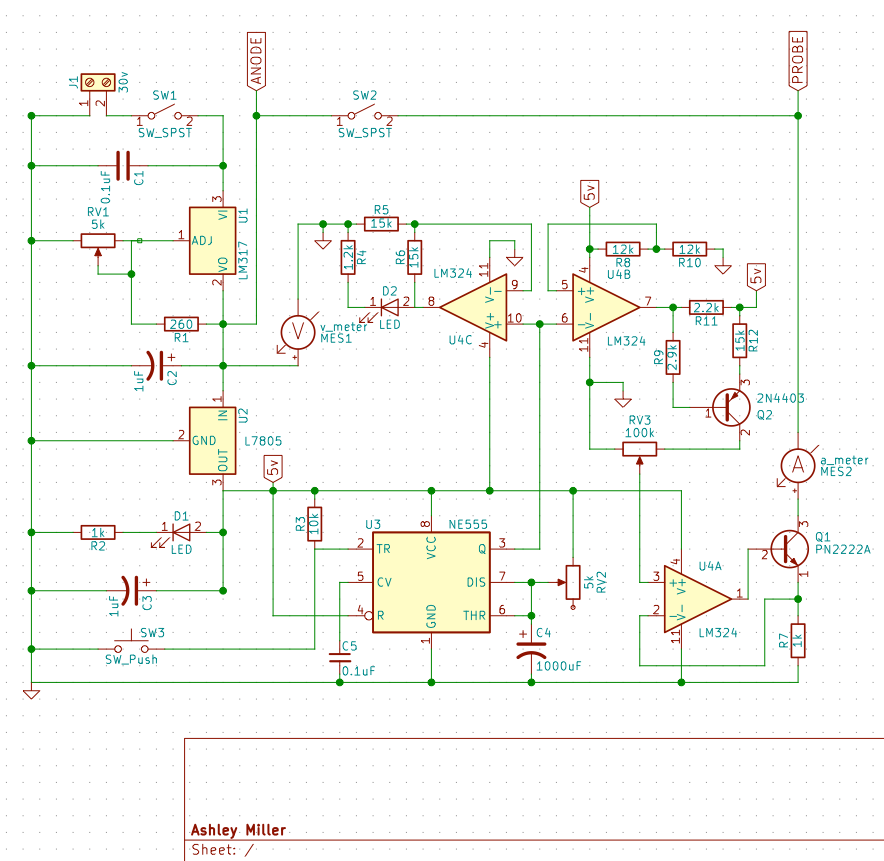 ANODE
PROBE
J1
30v
1
2
SW1
1
2
SW_SPST
SW2
1
2
SW_SPST
0.1uF
C1
RV1
5k
3
VI
U1
1
ADJ
VO
LM317
2
260
R1
1uF
+
C2
V
v_meter
MES1
+
R5
15k
1.2k
R4
R6
15k
D2
1
2
LED
8
LM324
11
V-
-
9
V+
+
10
U4C
4
5v
12k
R8
12k
R10
4
U4B
5
+
V+
6
-
V-
11
7
LM324
5v
2.2k
R11
R9
2.9k
15k
R12
3
1
2
2N4403
Q2
RV3
100k
1
IN
U2
2
GND
L7805
OUT
3
5v
A
a_meter
MES2
+
1k
R2
D1
1
2
LED
R3
10k
U3
NE555
8
VCC
2
TR
Q
3
5
CV
DIS
7
4
R
THR
6
GND
1
5k
RV2
3
Q1
PN2222A
2
1
4
U4A
3
+
V+
2
-
V-
11
1
LM324
R7
1k
1uF
+
C3
SW3
1
2
SW_Push
C5
0.1uF
+
C4
1000uF
Ashley Miller
Sheet: /